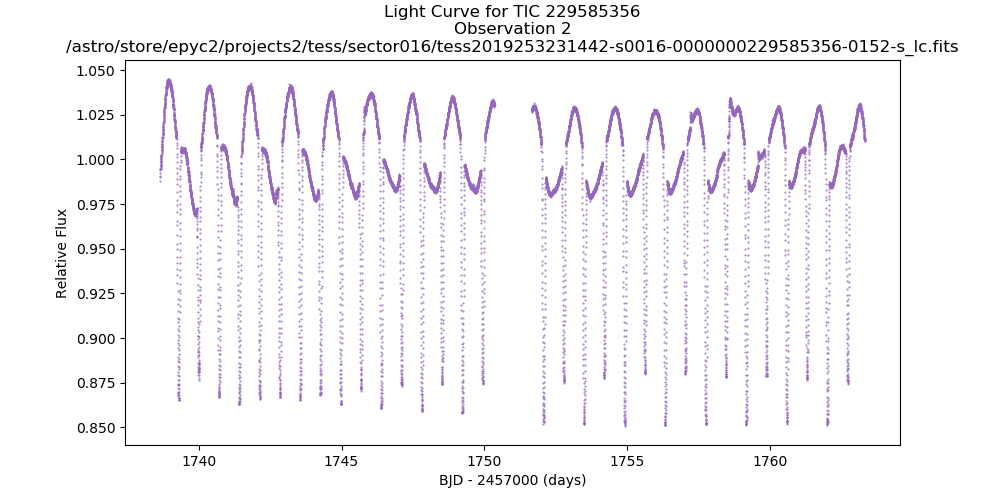 Light Curve for TIC 229585356
Observation 2
/astro/store/epyc2/projects2/tess/sector016/tess2019253231442-s0016-0000000229585356-0152-s_lc.fits
1.050
1.025
1.000
0.975
0.950
0.925
0.900
0.875
0.850
Relative Flux
1740
1745
1750
1755
1760
BJD - 2457000 (days)